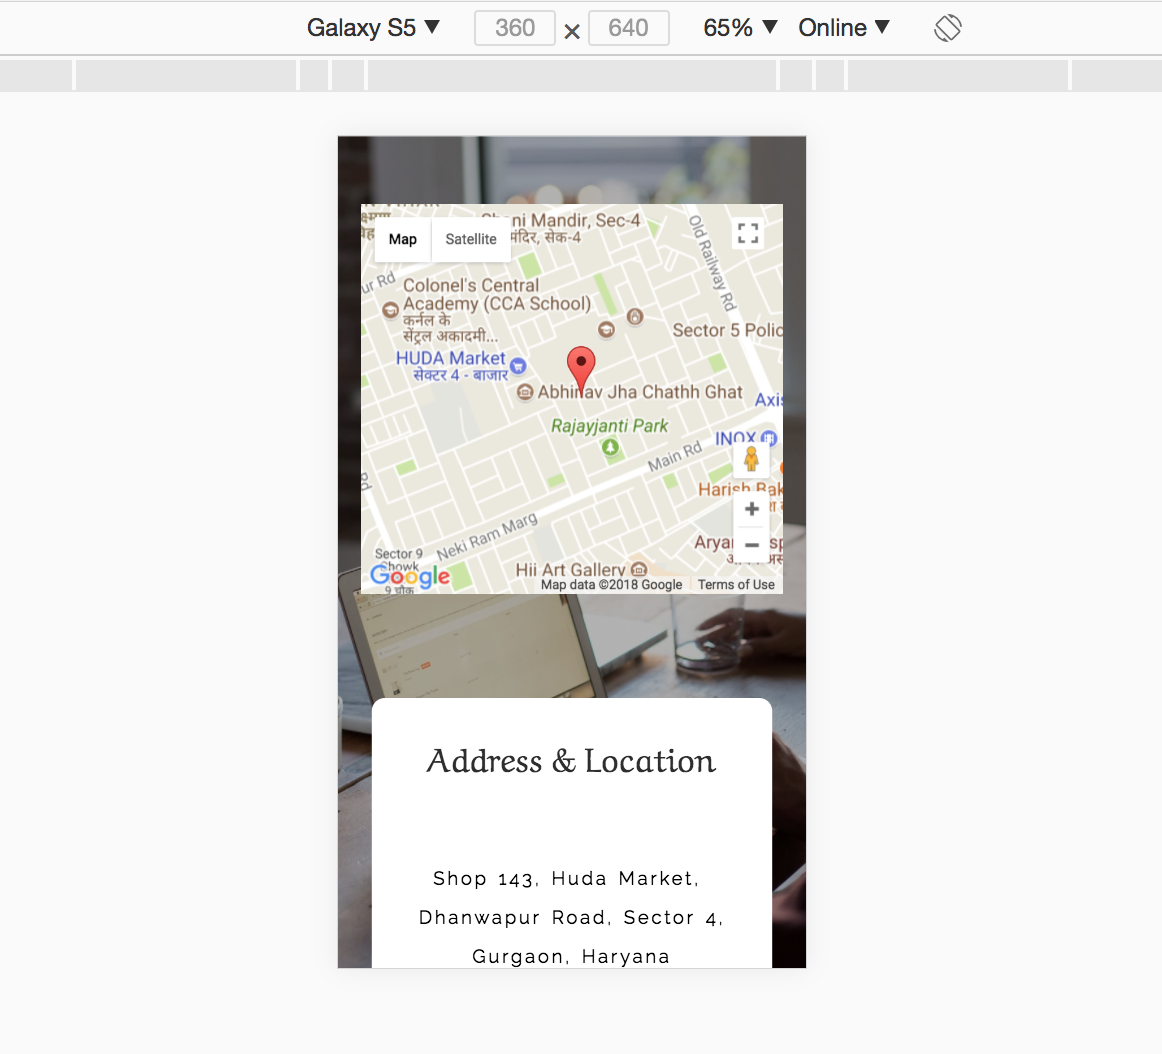 Galaxy S5 ▼ 360 × 640 65% ▼ Online ▼
Map Satellite
ni Mandir, Sec-4
मंदिर, सेक-4
Old Railway Rd
ur Rd
Colonel's Central
Academy (CCA School)
कर्नल के
सेंट्रल अकादमी...
Sector 5 Polic
HUDA Market
सेक्टर 4 - बाजार
Abhinav Jha Chathh Ghat
Axis
Rajayjanti Park
INOX
Main Rd
Harish Bak
Neki Ram Marg
Sector 9
Chowk
9 चौक
Google
Hii Art Gallery
Map data ©2018 Google Terms of Use
Address & Location
Shop 143, Huda Market,
Dhanwapur Road, Sector 4,
Gurgaon, Haryana